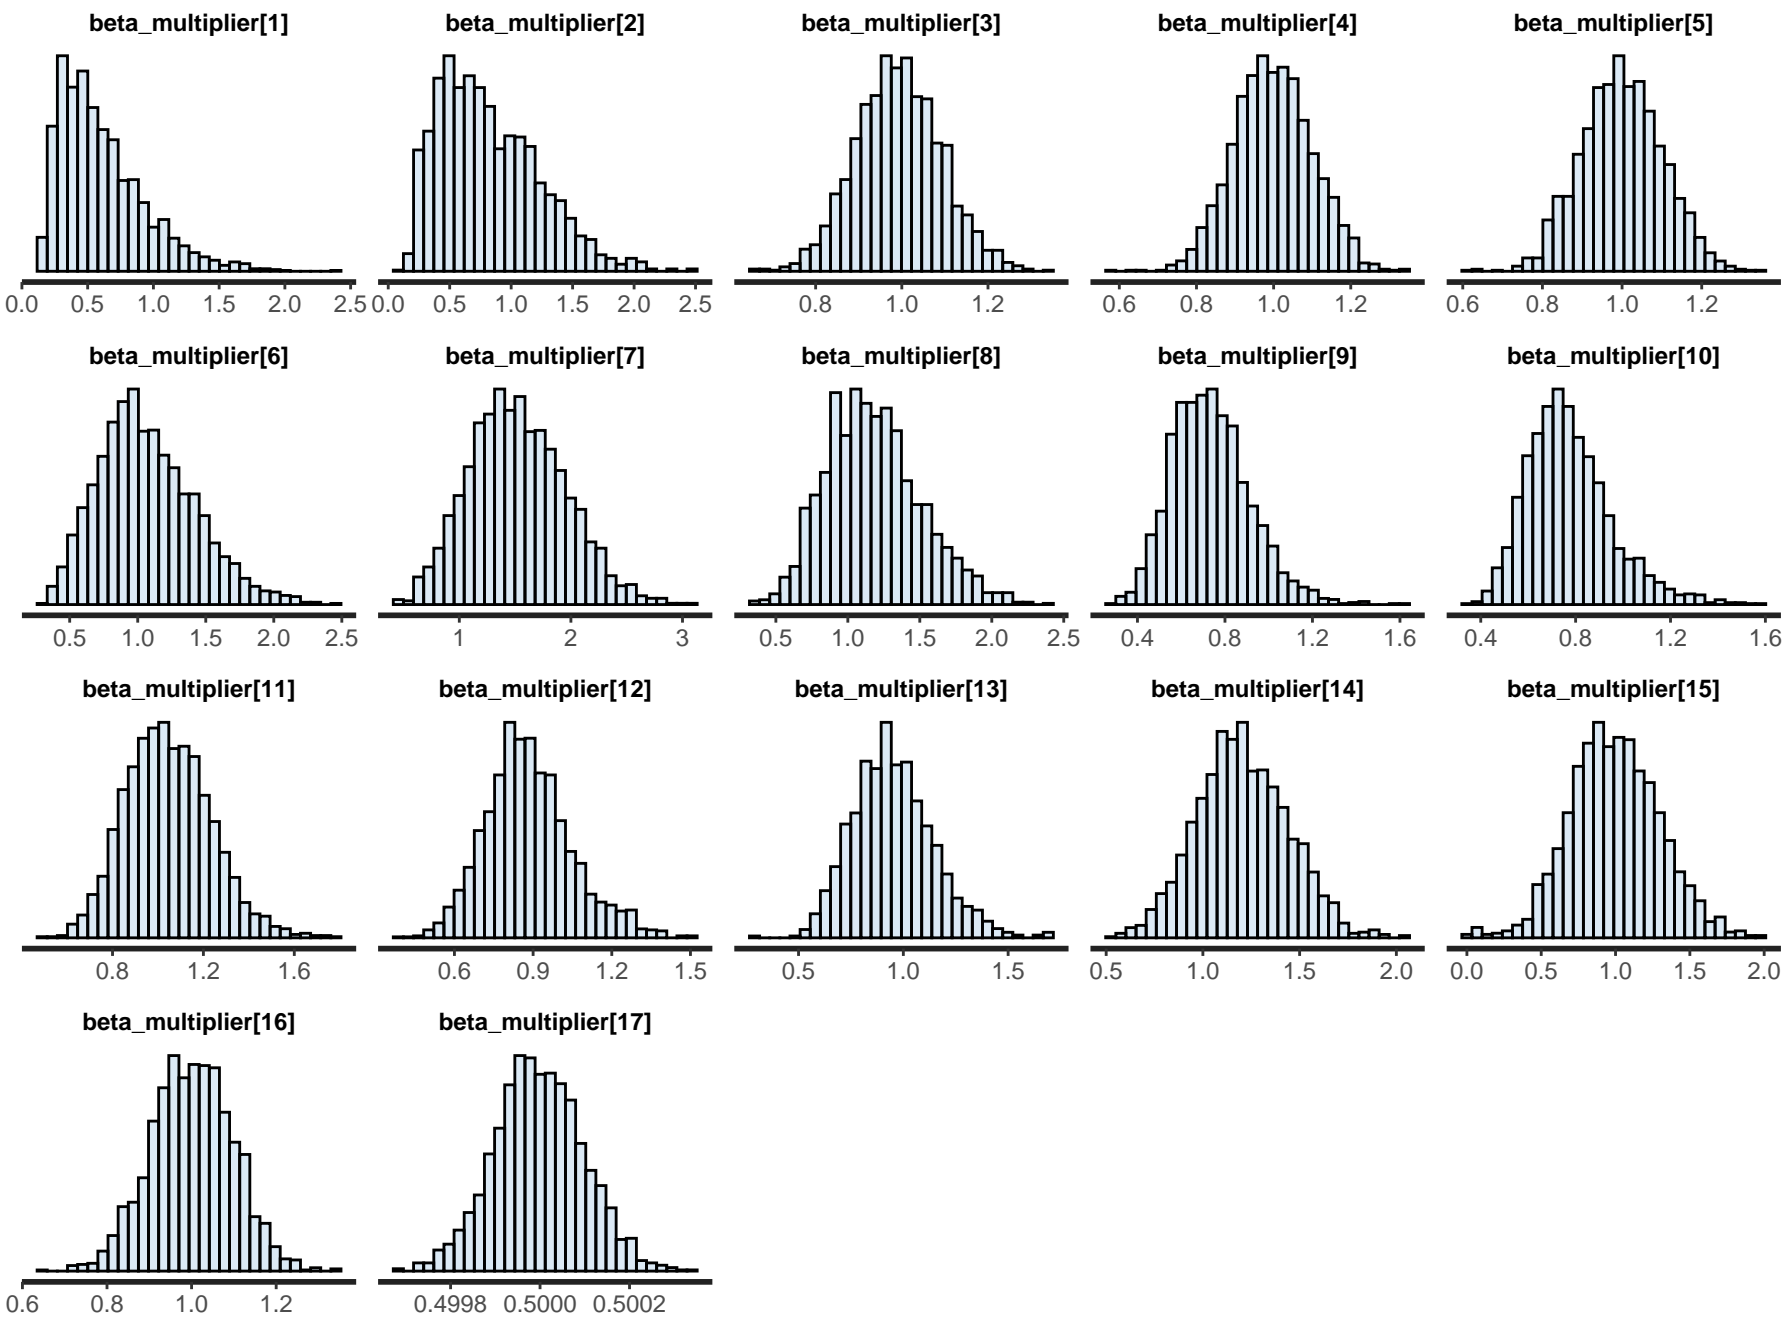 beta_multiplier[1] beta_multiplier[2] beta_multiplier[3] beta_multiplier[4] beta_multiplier[5]
0.0 0.5 1.0 1.5 2.0 2.5 0.0 0.5 1.0 1.5 2.0 2.5 0.8 1.0 1.2 0.6 0.8 1.0 1.2 0.6 0.8 1.0 1.2
beta_multiplier[6] beta_multiplier[7] beta_multiplier[8] beta_multiplier[9] beta_multiplier[10]
0.5 1.0 1.5 2.0 2.5 1 2 3 0.5 1.0 1.5 2.0 2.5 0.4 0.8 1.2 1.6 0.4 0.8 1.2 1.6
beta_multiplier[11] beta_multiplier[12] beta_multiplier[13] beta_multiplier[14] beta_multiplier[15]
0.8 1.2 1.6 0.6 0.9 1.2 1.5 0.5 1.0 1.5 0.5 1.0 1.5 2.0 0.0 0.5 1.0 1.5 2.0
beta_multiplier[16] beta_multiplier[17]
0.6 0.8 1.0 1.2 0.4998 0.5000 0.5002